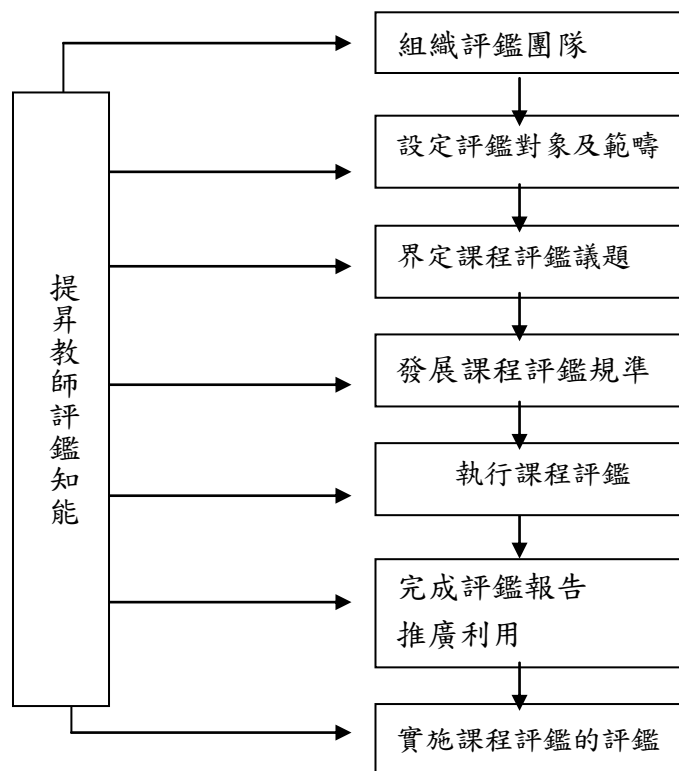 組織評鑑團隊
設定評鑑對象及範疇
界定課程評鑑議題
發展課程評鑑規準
執行課程評鑑
完成評鑑報告
推廣利用
實施課程評鑑的評鑑
提昇教師評鑑知能